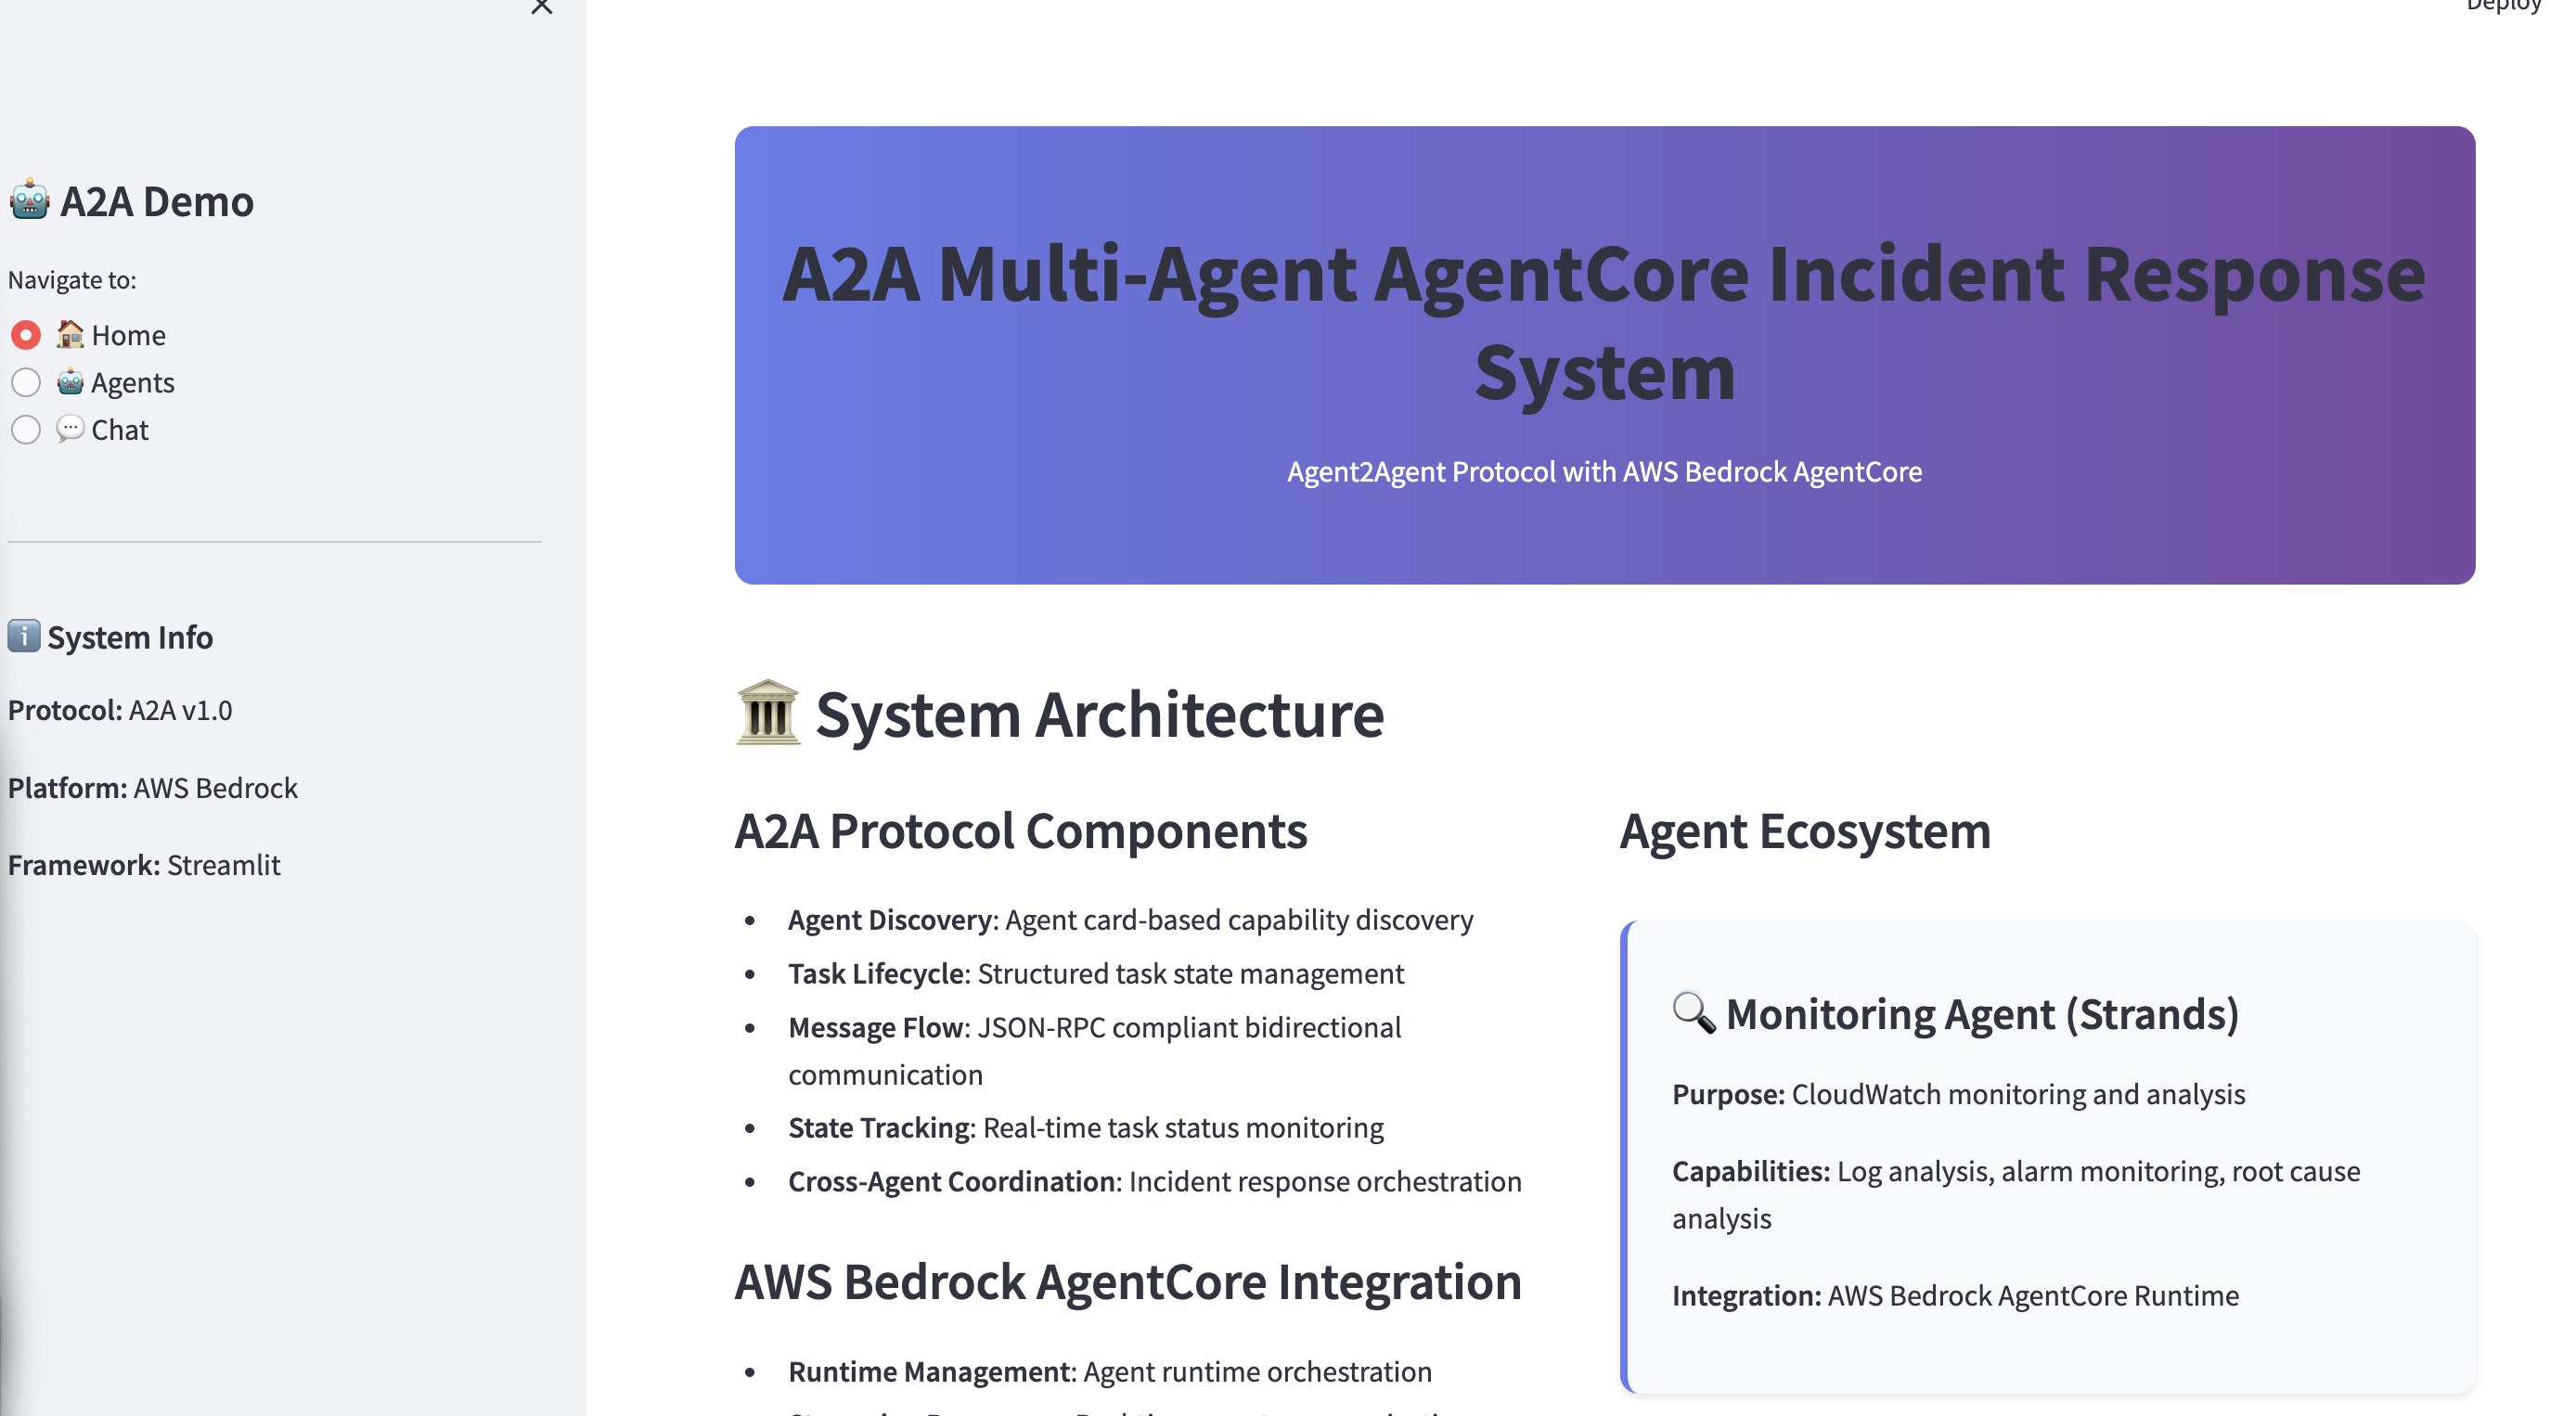 Deploy
A2A Demo
Navigate to:
Home
Agents
Chat
System Info
Protocol: A2A v1.0
Platform: AWS Bedrock
Framework: Streamlit
A2A Multi-Agent AgentCore Incident Response
System
Agent2Agent Protocol with AWS Bedrock AgentCore
System Architecture
A2A Protocol Components
• Agent Discovery: Agent card-based capability discovery
• Task Lifecycle: Structured task state management
• Message Flow: JSON-RPC compliant bidirectional
communication
• State Tracking: Real-time task status monitoring
• Cross-Agent Coordination: Incident response orchestration
AWS Bedrock AgentCore Integration
• Runtime Management: Agent runtime orchestration
Agent Ecosystem
Monitoring Agent (Strands)
Purpose: CloudWatch monitoring and analysis
Capabilities: Log analysis, alarm monitoring, root cause
analysis
Integration: AWS Bedrock AgentCore Runtime